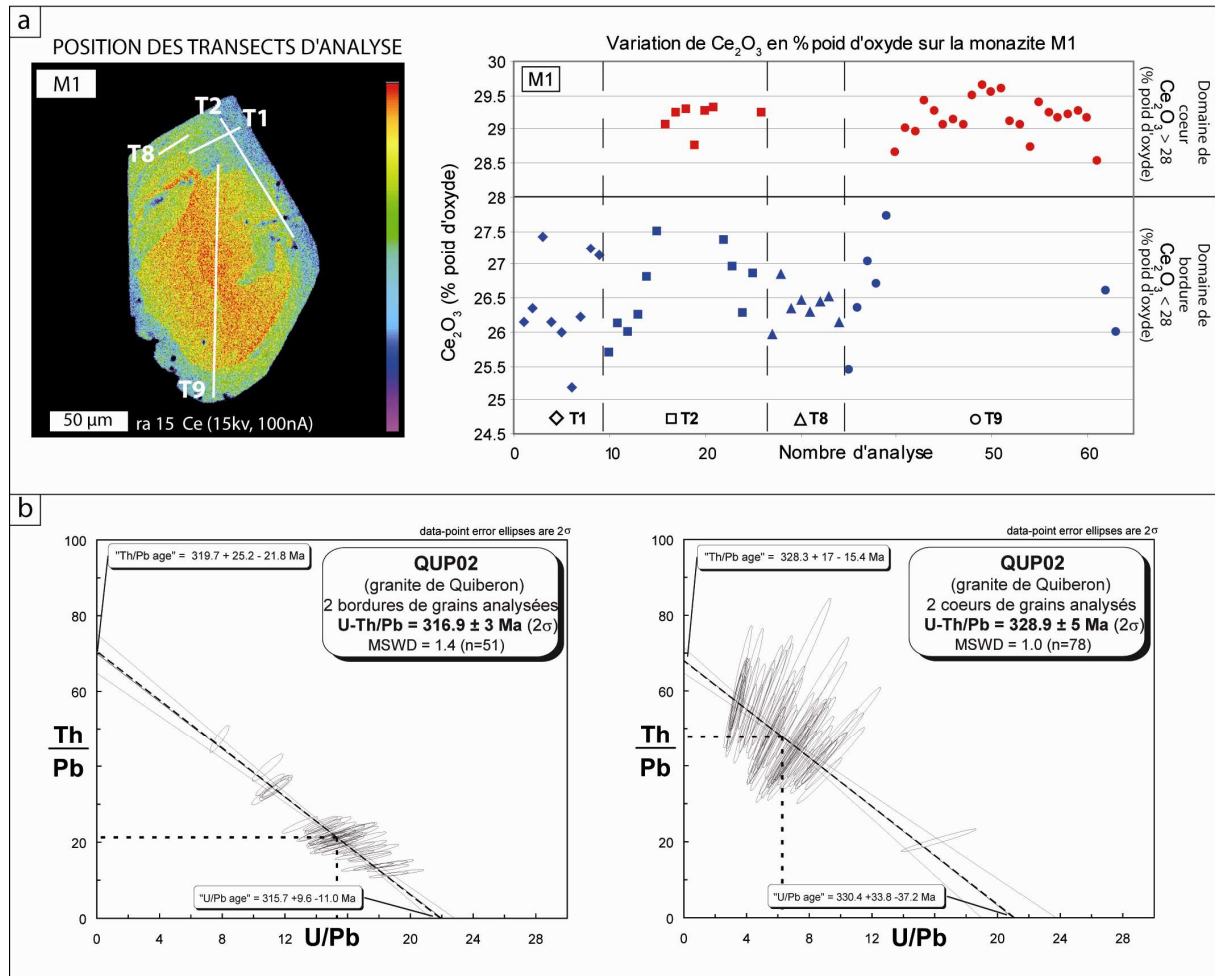 a
POSITION DES TRANSECTS D'ANALYSE
M1
T2
T1
T8
T9
50 µm
ra 15 Ce (15kv, 100nA)
Variation de Ce₂O₃ en % poid d'oxyde sur la monazite M1
M1
Ce₂O₃ (% poid d'oxyde)
30
29.5
29
28.5
28
27.5
27
26.5
26
25.5
25
24.5
Domaine de
coeur
Ce₂O₃ > 28
(% poid d'oxyde)
Domaine de
bordure
Ce₂O₃ < 28
(% poid d'oxyde)
T1
T2
T8
T9
0
10
20
Nombre d'analyse
50
60
b
data-point error ellipses are 2σ
"Th/Pb age" = 319.7 + 25.2 - 21.8 Ma
QUP02
(granite de Quiberon)
2 bordures de grains analysées
U-Th/Pb = 316.9 ± 3 Ma (2σ)
MSWD = 1.4 (n=51)
100
80
60
40
20
0
Th
Pb
"U/Pb age" = 315.7 +9.6 -11.0 Ma
0
4
8
12
16
20
24
28
U/Pb
data-point error ellipses are 2σ
"Th/Pb age" = 328.3 + 17 - 15.4 Ma
QUP02
(granite de Quiberon)
2 coeurs de grains analysés
U-Th/Pb = 328.9 ± 5 Ma (2σ)
MSWD = 1.0 (n=78)
100
80
60
40
20
0
Th
Pb
"U/Pb age" = 330.4 +33.8 -37.2 Ma
0
4
8
12
16
20
24
28
U/Pb